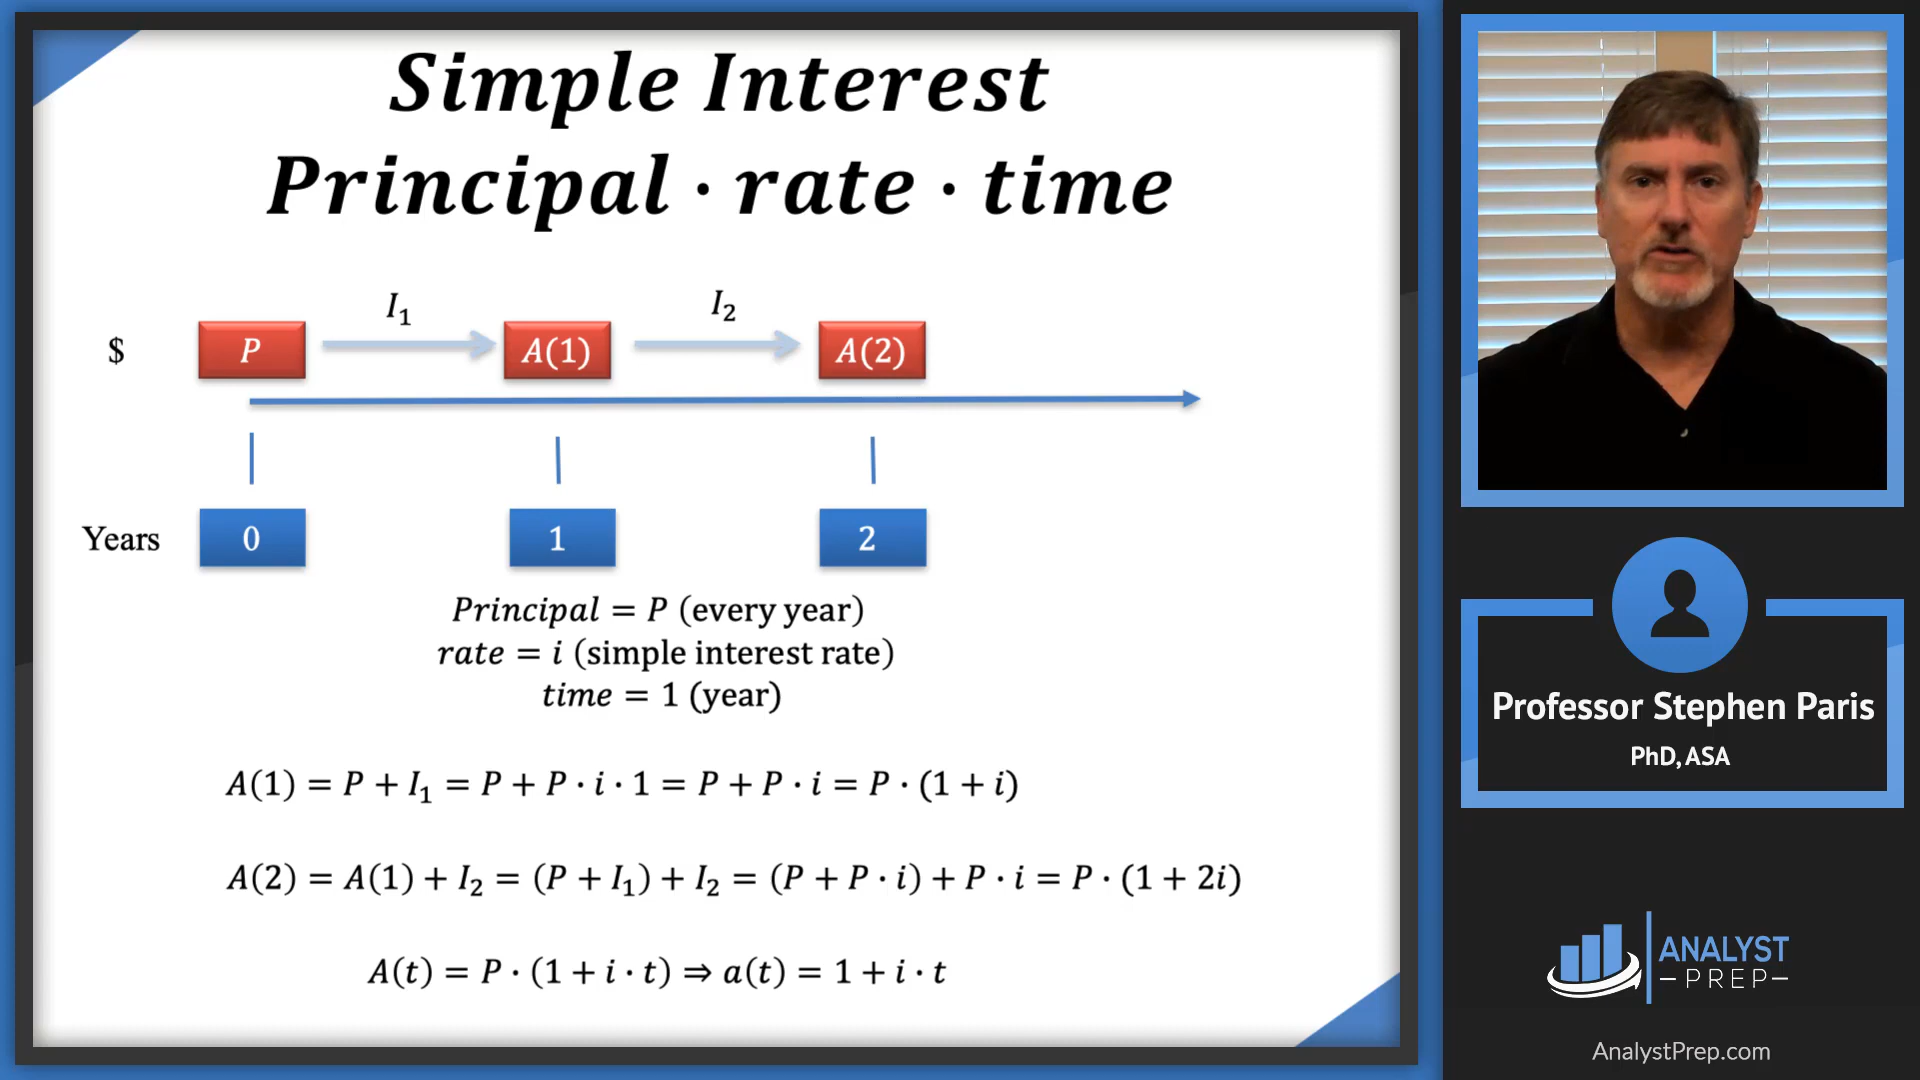 Simple Interest
Principal · rate · time
I₁ I₂
$ P A(1) A(2)
Years 0 1 2
Principal = P (every year)
rate = i (simple interest rate)
time = 1 (year)
A(1) = P + I₁ = P + P · i · 1 = P + P · i = P · (1 + i)
A(2) = A(1) + I₂ = (P + I₁) + I₂ = (P + P · i) + P · i = P · (1 + 2i)
A(t) = P · (1 + i · t) ⇒ a(t) = 1 + i · t
Professor Stephen Paris
PhD, ASA
ANALYST
PREP
AnalystPrep.com